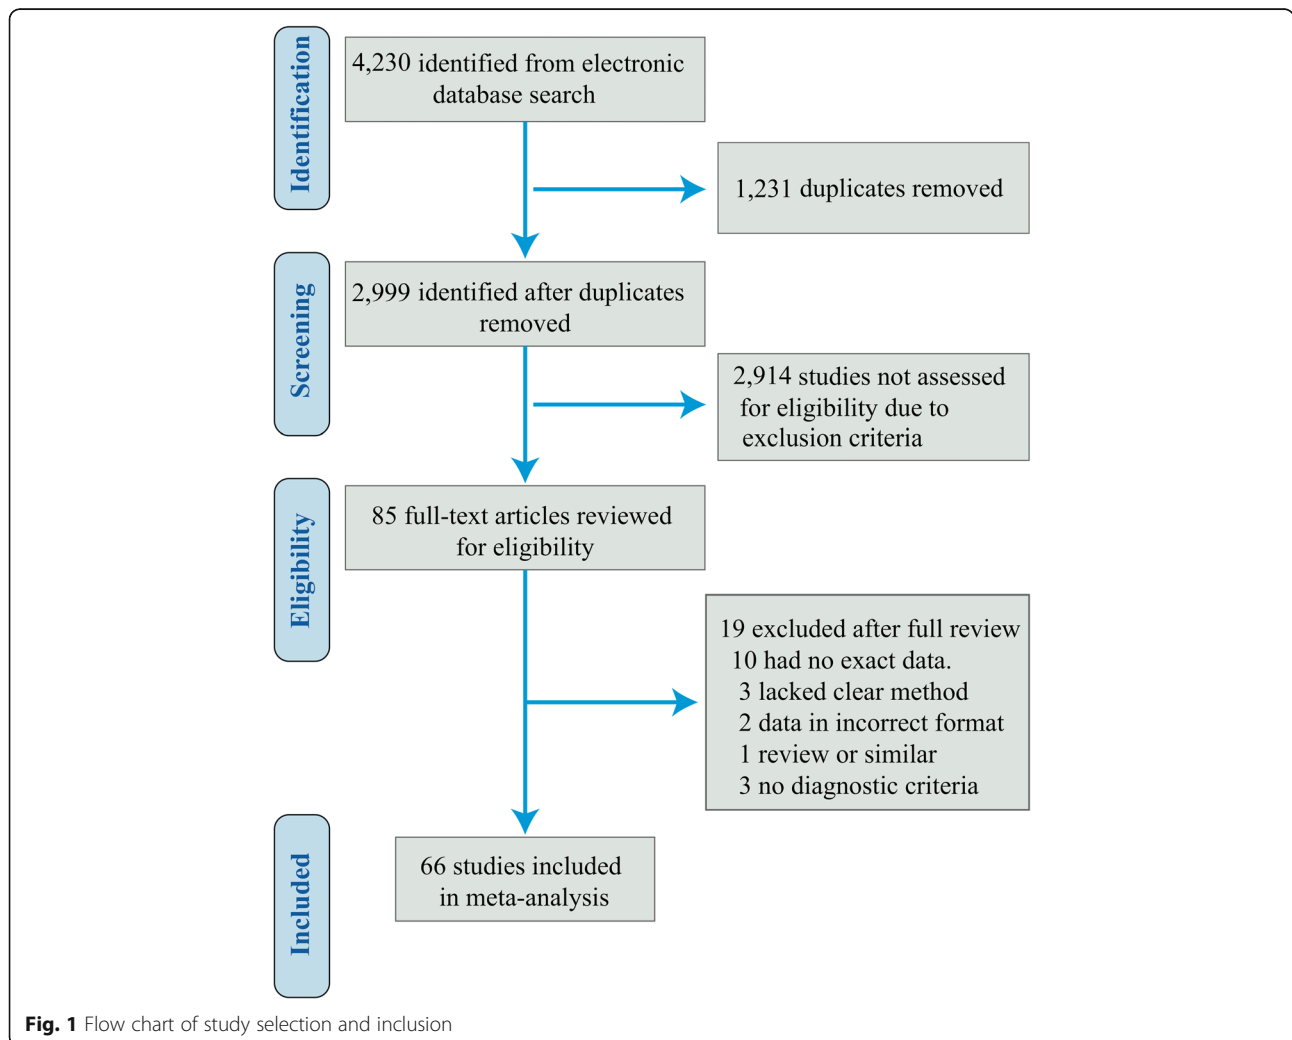 Identification
4,230 identified from electronic
database search
1,231 duplicates removed
Screening
2,999 identified after duplicates
removed
2,914 studies not assessed
for eligibility due to
exclusion criteria
Eligibility
85 full-text articles reviewed
for eligibility
19 excluded after full review
10 had no exact data.
3 lacked clear method
2 data in incorrect format
1 review or similar
3 no diagnostic criteria
Included
66 studies included
in meta-analysis
Fig. 1 Flow chart of study selection and inclusion